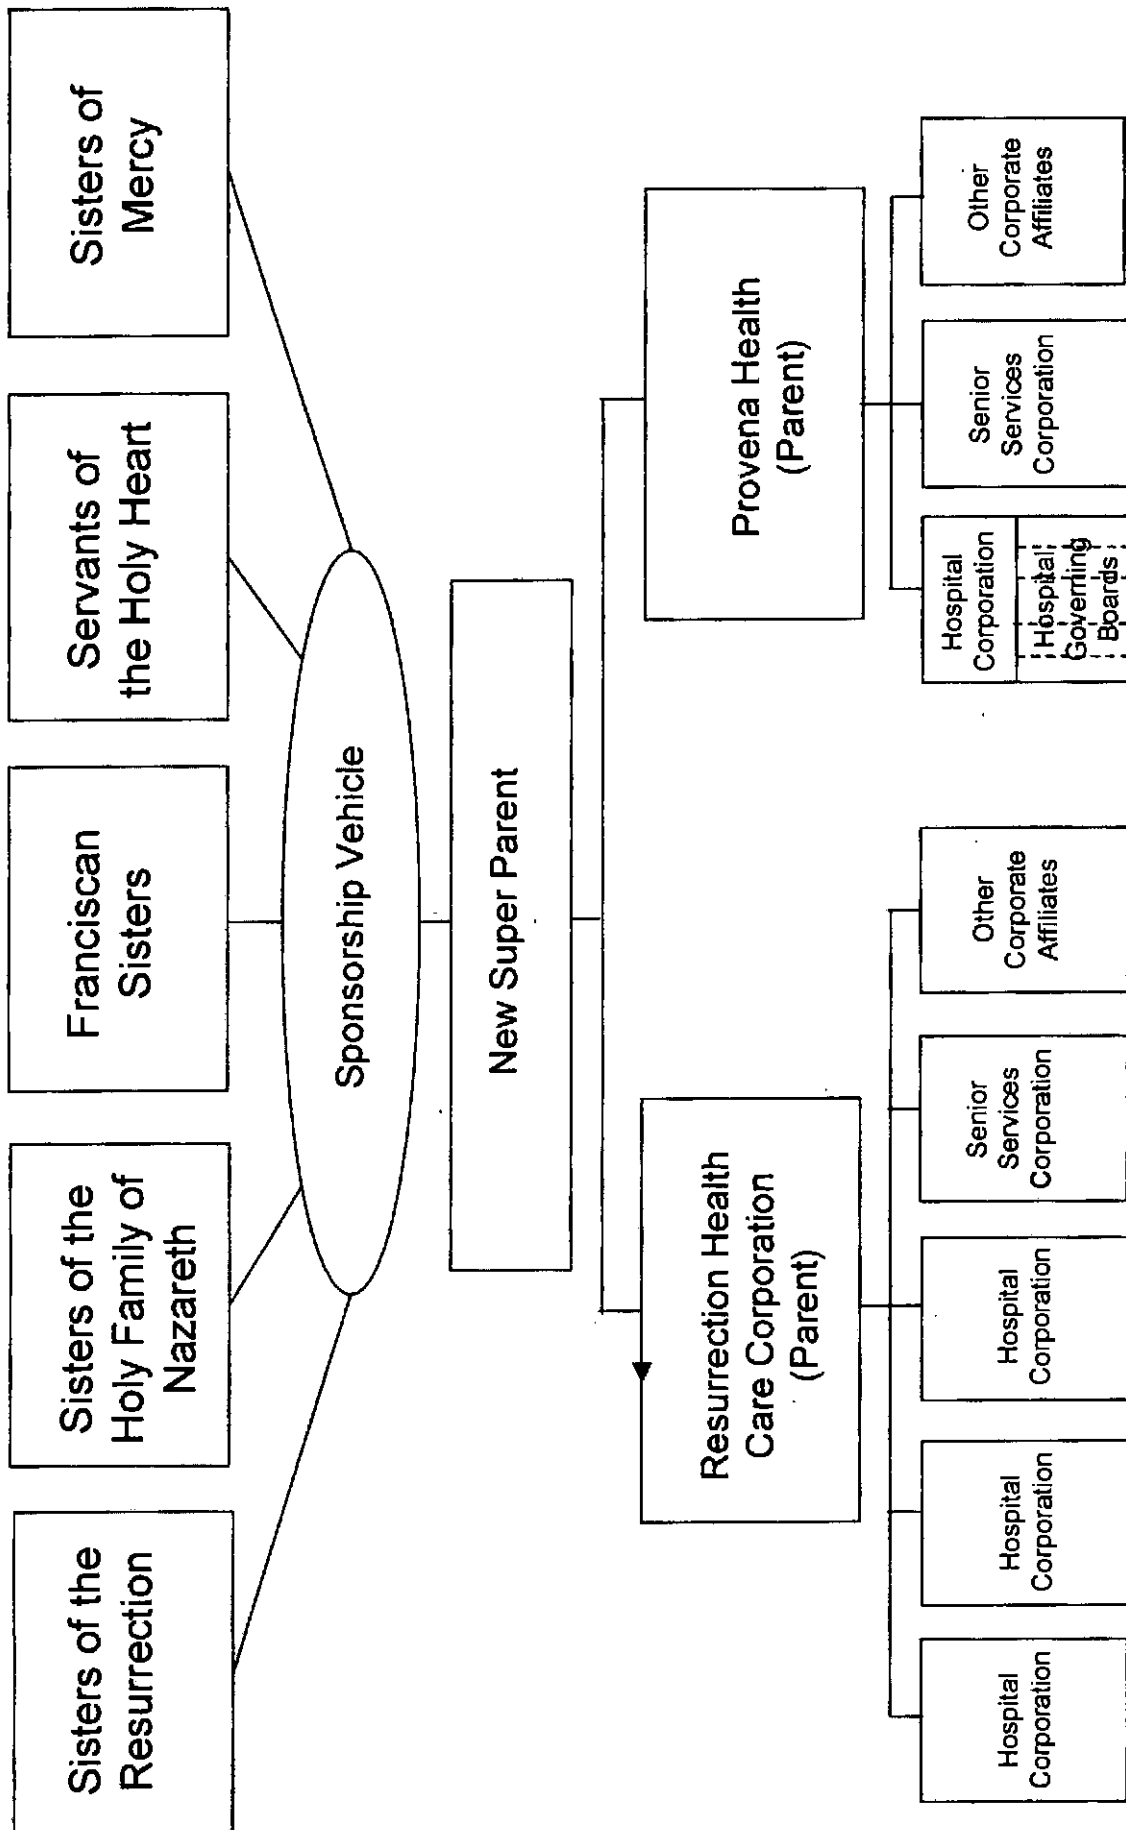 Sisters of the
Resurrection
Sisters of the
Holy Family of
Nazareth
Franciscan
Sisters
Servants of
the Holy Heart
Sisters of
Mercy
Sponsorship Vehicle
New Super Parent
Resurrection Health
Care Corporation
(Parent)
Provena Health
(Parent)
Hospital
Corporation
Hospital
Corporation
Hospital
Corporation
Senior
Services
Corporation
Other
Corporate
Affiliates
Hospital
Corporation
Hospital
Governing
Boards
Senior
Services
Corporation
Other
Corporate
Affiliates